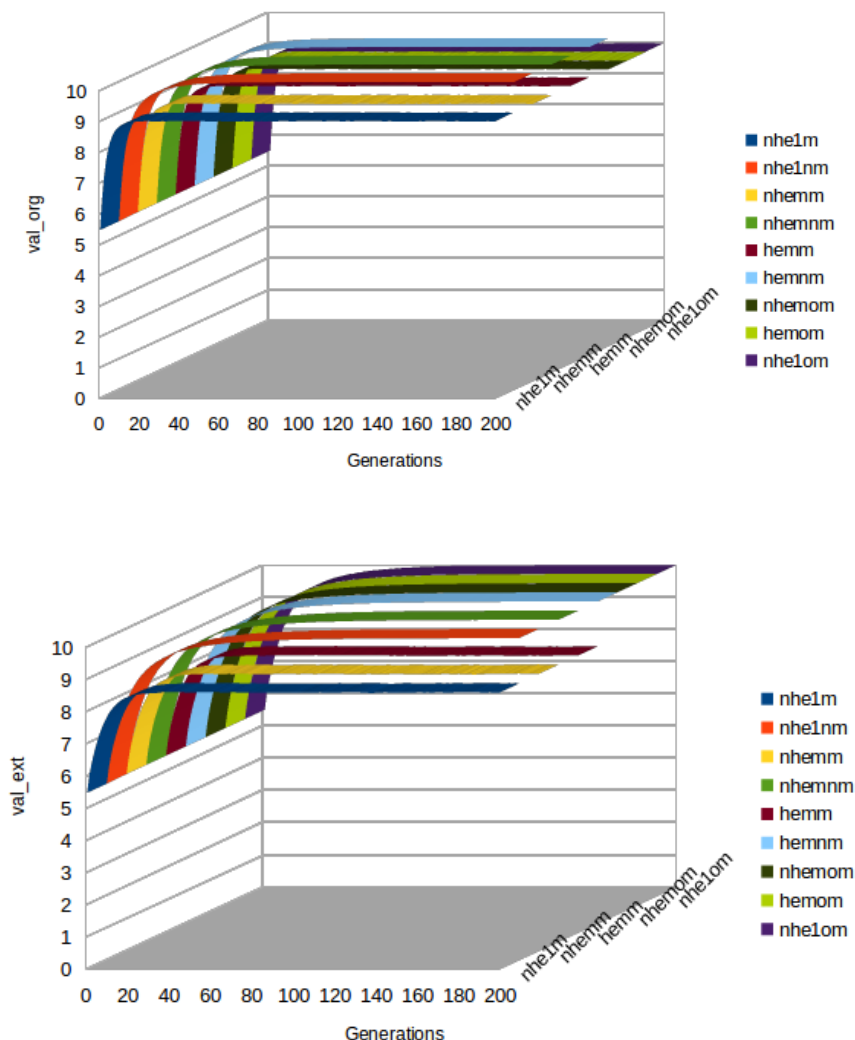 10
9
8
7
6
5
4
3
2
1
0
val_org
0 20 40 60 80 100 120 140 160 180 200
Generations
nhe1m
nhemm
hemm
nhemom
nhe1om
nhe1m
nhe1nm
nhemm
nhemnm
hemm
hemnm
nhemom
hemom
nhe1om
10
9
8
7
6
5
4
3
2
1
0
val_ext
0 20 40 60 80 100 120 140 160 180 200
Generations
nhe1m
nhemm
hemm
nhemom
nhe1om
nhe1m
nhe1nm
nhemm
nhemnm
hemm
hemnm
nhemom
hemom
nhe1om